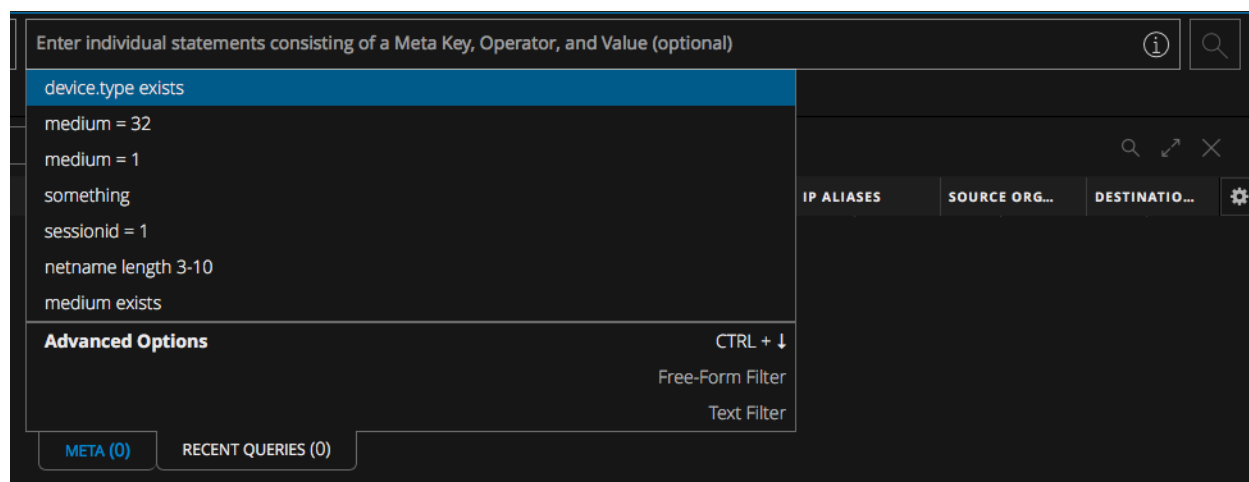 Enter individual statements consisting of a Meta Key, Operator, and Value (optional)
device.type exists
medium = 32
medium = 1
something
IP ALIASES SOURCE ORG... DESTINATIO...
sessionid = 1
netname length 3-10
medium exists
Advanced Options CTRL + ↓
Free-Form Filter
Text Filter
META (0) RECENT QUERIES (0)